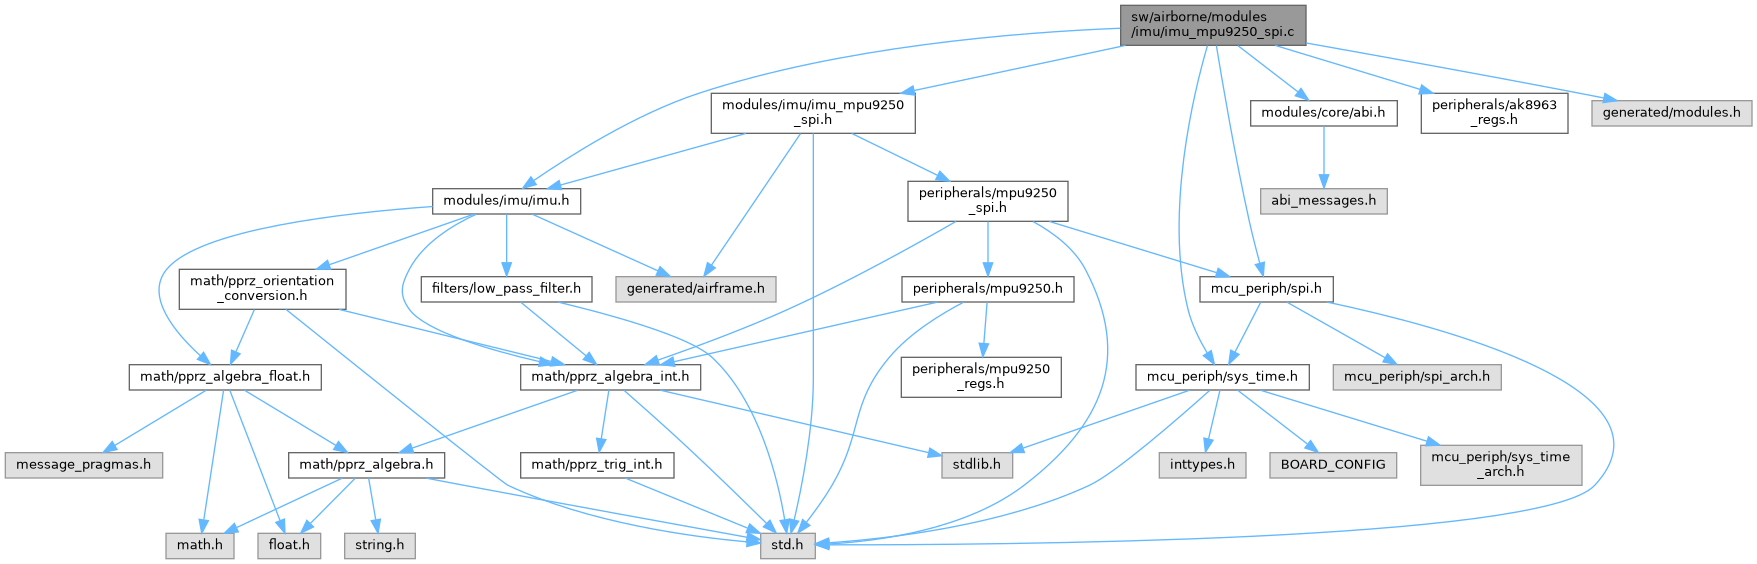 sw/airborne/modules
/imu/imu_mpu9250_spi.c
modules/imu/imu_mpu9250
_spi.h
modules/core/abi.h
peripherals/ak8963
_regs.h
generated/modules.h
modules/imu/imu.h
peripherals/mpu9250
_spi.h
abi_messages.h
math/pprz_orientation
_conversion.h
filters/low_pass_filter.h
generated/airframe.h
peripherals/mpu9250.h
mcu_periph/spi.h
math/pprz_algebra_float.h
math/pprz_algebra_int.h
peripherals/mpu9250
_regs.h
mcu_periph/sys_time.h
mcu_periph/spi_arch.h
message_pragmas.h
math/pprz_algebra.h
math/pprz_trig_int.h
stdlib.h
inttypes.h
BOARD_CONFIG
mcu_periph/sys_time
_arch.h
math.h
float.h
string.h
std.h